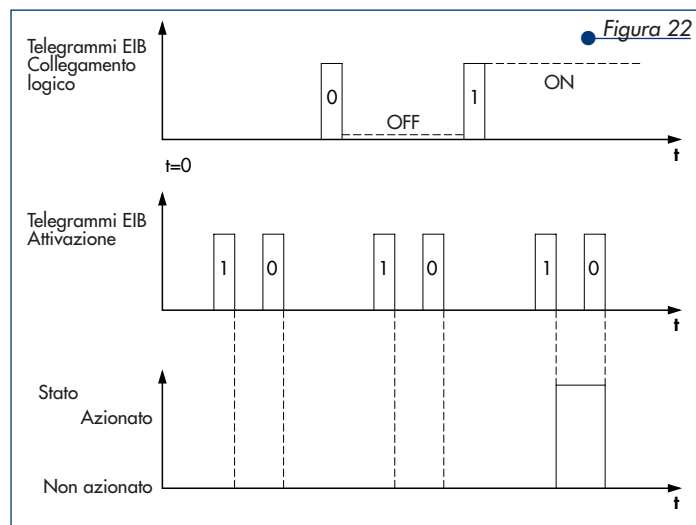 Figura 22
Telegrammi EIB
Collegamento
logico
0
OFF
1
ON
t
t=0
Telegrammi EIB
Attivazione
1
0
1
0
1
0
t
Stato
Azionato
Non azionato
t